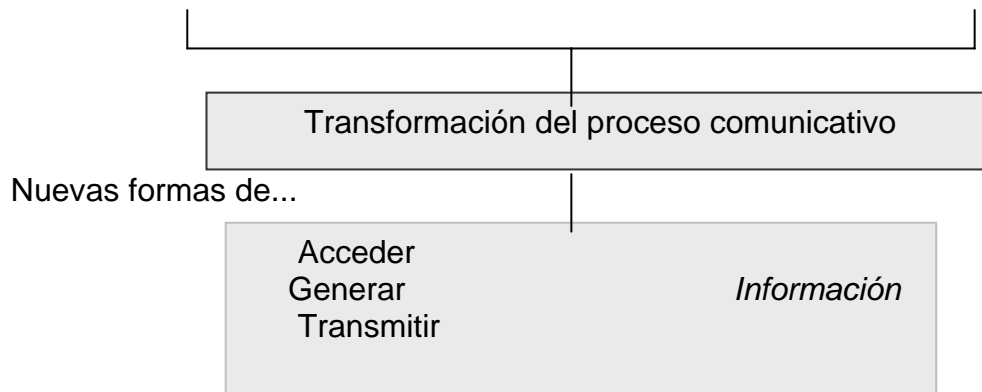 Transformación del proceso comunicativo
Nuevas formas de...
Acceder
Generar Información
Transmitir